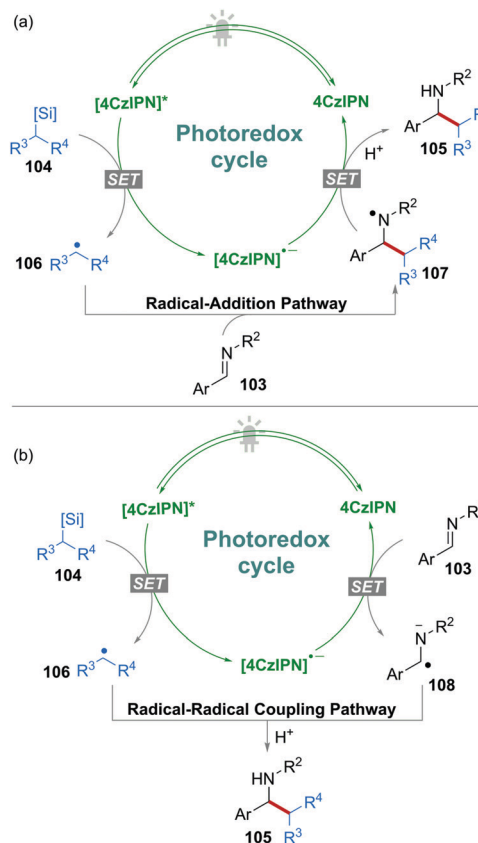 (a)
[4CzIPN]*
4CzIPN
[Si]
R³ R⁴
104
Photoredox
cycle
HN R²
Ar
R³
105
H⁺
SET
SET
[4CzIPN]•−
106
R³ R⁴
N R²
Ar
R⁴
R³
107
Radical-Addition Pathway
N R²
Ar
103
(b)
[4CzIPN]*
4CzIPN
[Si]
R³ R⁴
104
Photoredox
cycle
N
Ar
103
SET
SET
[4CzIPN]•−
106
R³ R⁴
N− R²
Ar
108
Radical-Radical Coupling Pathway
H⁺
HN R²
Ar
R⁴
R³
105